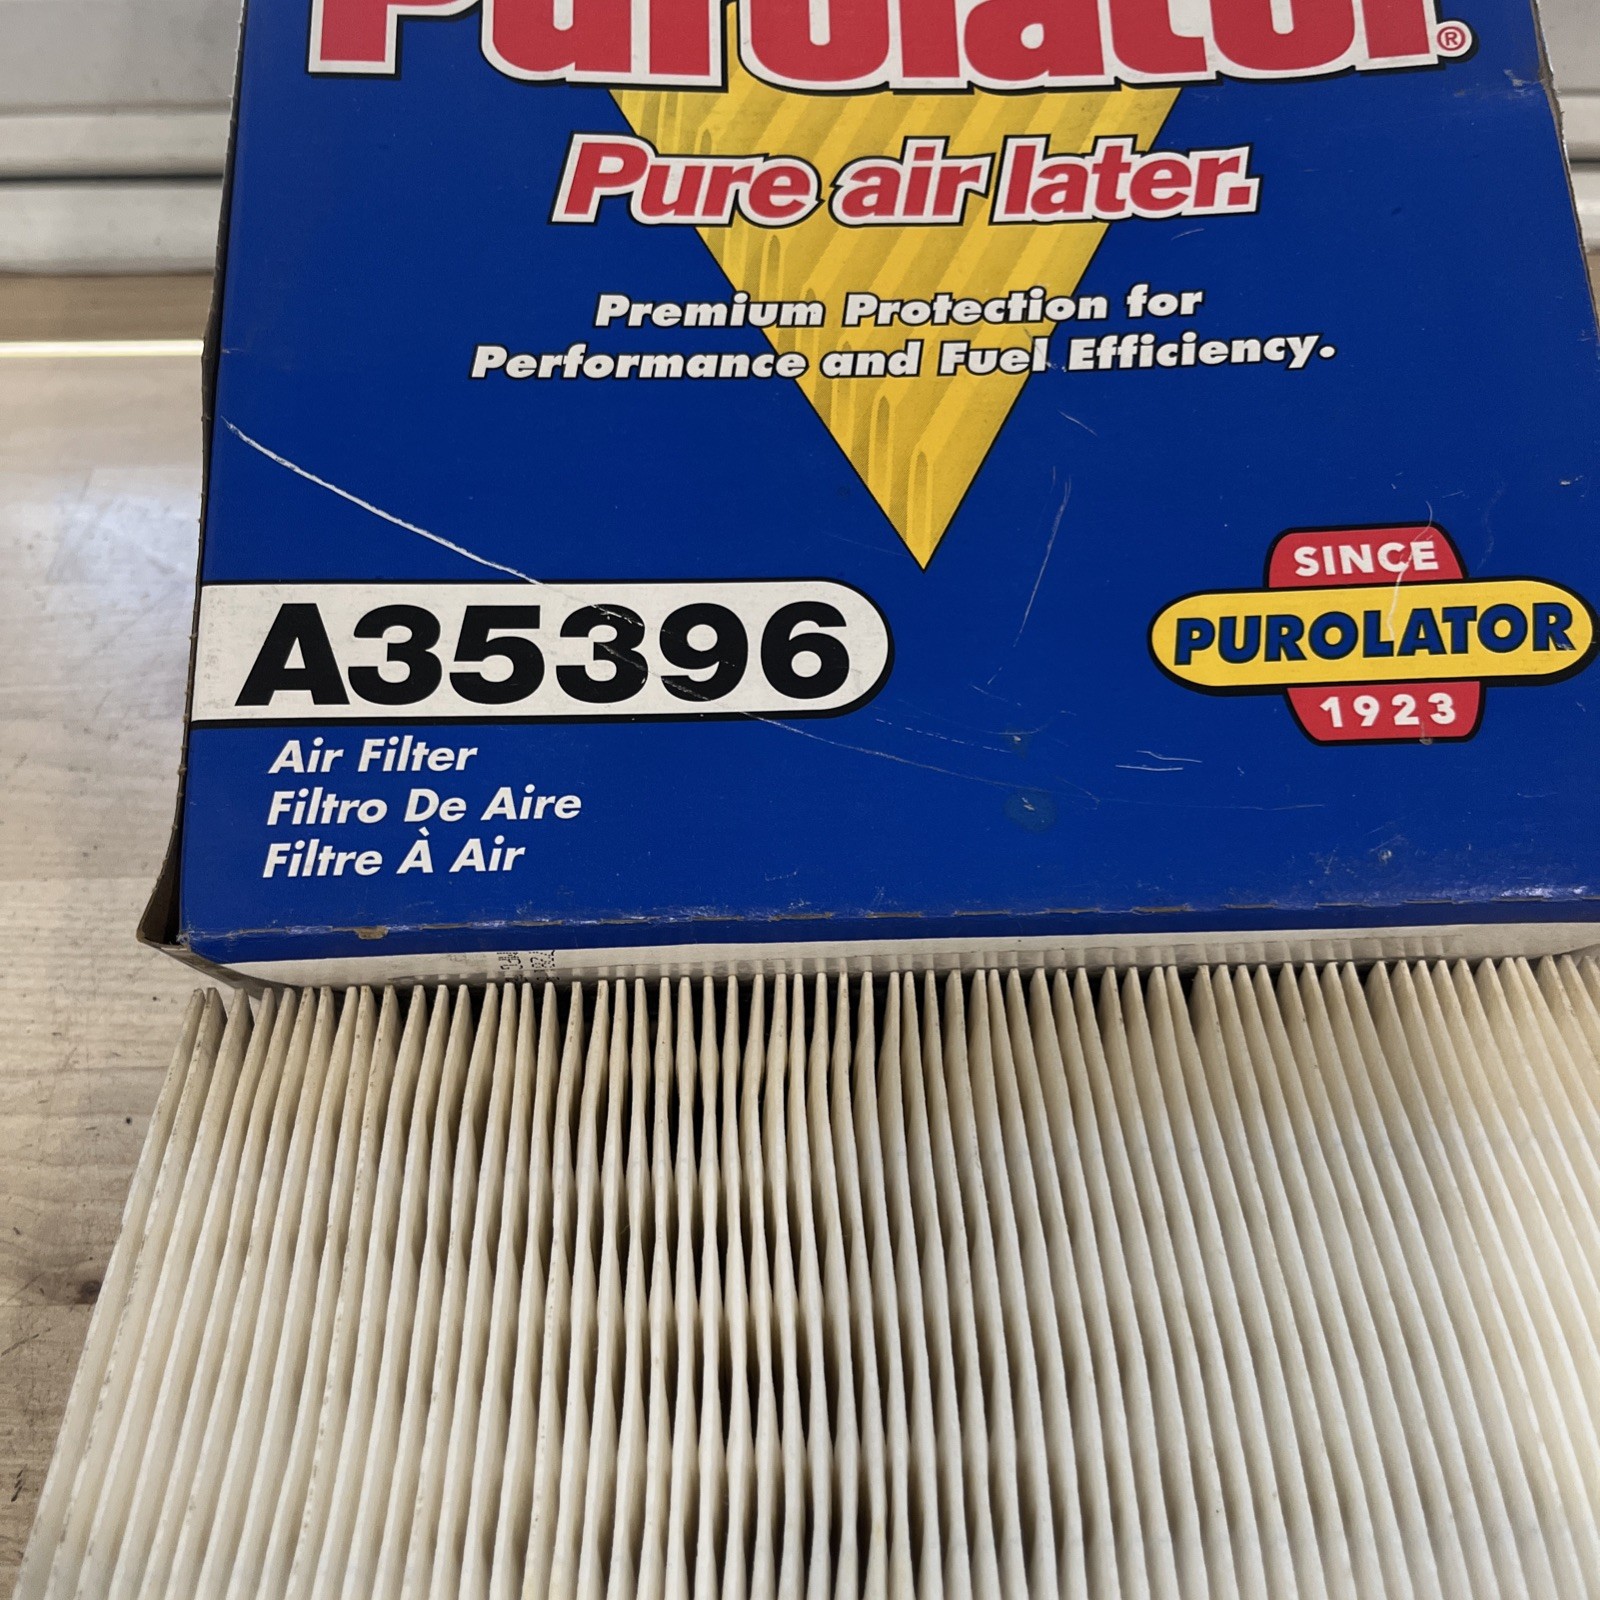 Purolator®
Pure air later.
Premium Protection for
Performance and Fuel Efficiency.
A35396
SINCE
PUROLATOR
1923
Air Filter
Filtro De Aire
Filtre À Air